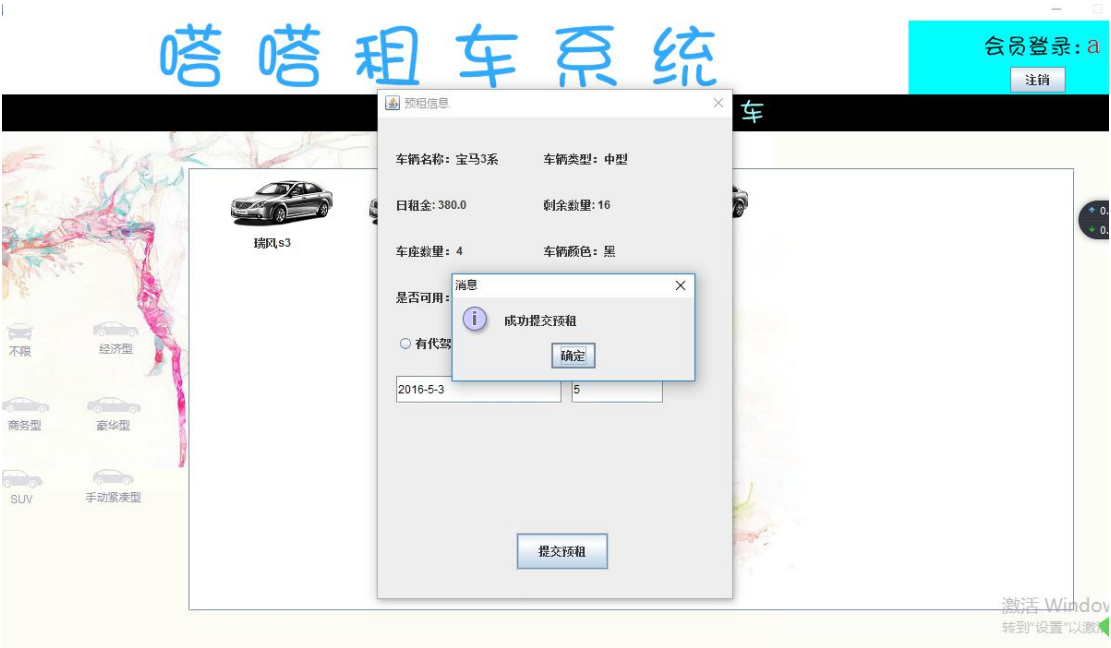 嗒嗒租车系统
会员登录: a
注销
预租信息
车
车辆名称: 宝马3系 车辆类型: 中型
日租金: 380.0 剩余数量: 16
瑞风s3
车座数量: 4 车辆颜色: 黑
消息
是否可用:
成功提交预租
有代驾
确定
2016-5-3 5
不限 经济型
商务型 豪华型
SUV 手动紧凑型
提交预租
激活 Window
转到"设置"以激